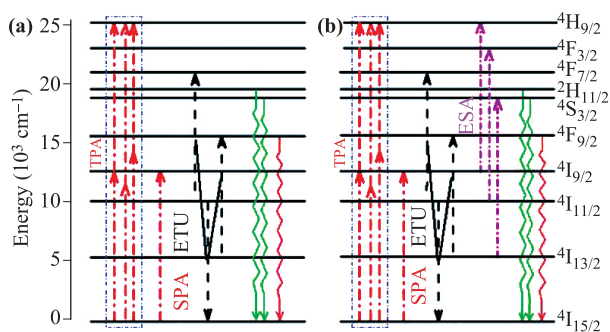 (a)
25
20
15
10
5
0
Energy (10³ cm⁻¹)
TPA
ETU
SPA
(b)
TPA
ETU
SPA
ESA
⁴H₉/₂
⁴F₃/₂
⁴F₇/₂
²H₁₁/₂
⁴S₃/₂
⁴F₉/₂
⁴I₉/₂
⁴I₁₁/₂
⁴I₁₃/₂
⁴I₁₅/₂